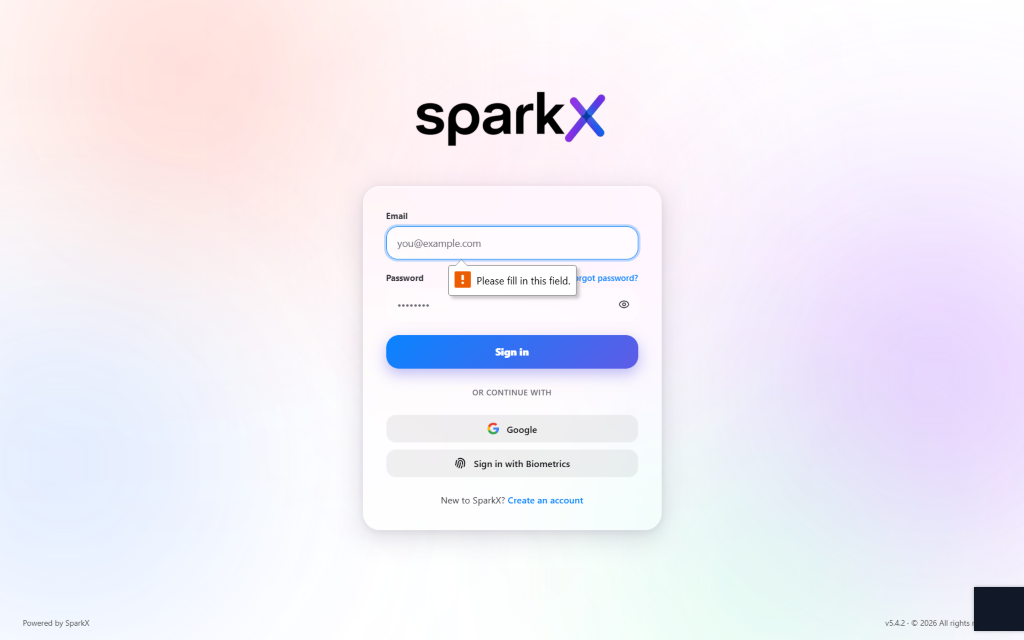 sparkX
Email
you@example.com
Password
Please fill in this field.
rgot password?
••••••••
Sign in
OR CONTINUE WITH
Google
Sign in with Biometrics
New to SparkX? Create an account
Powered by SparkX
v5.4.2 - © 2026 All rights